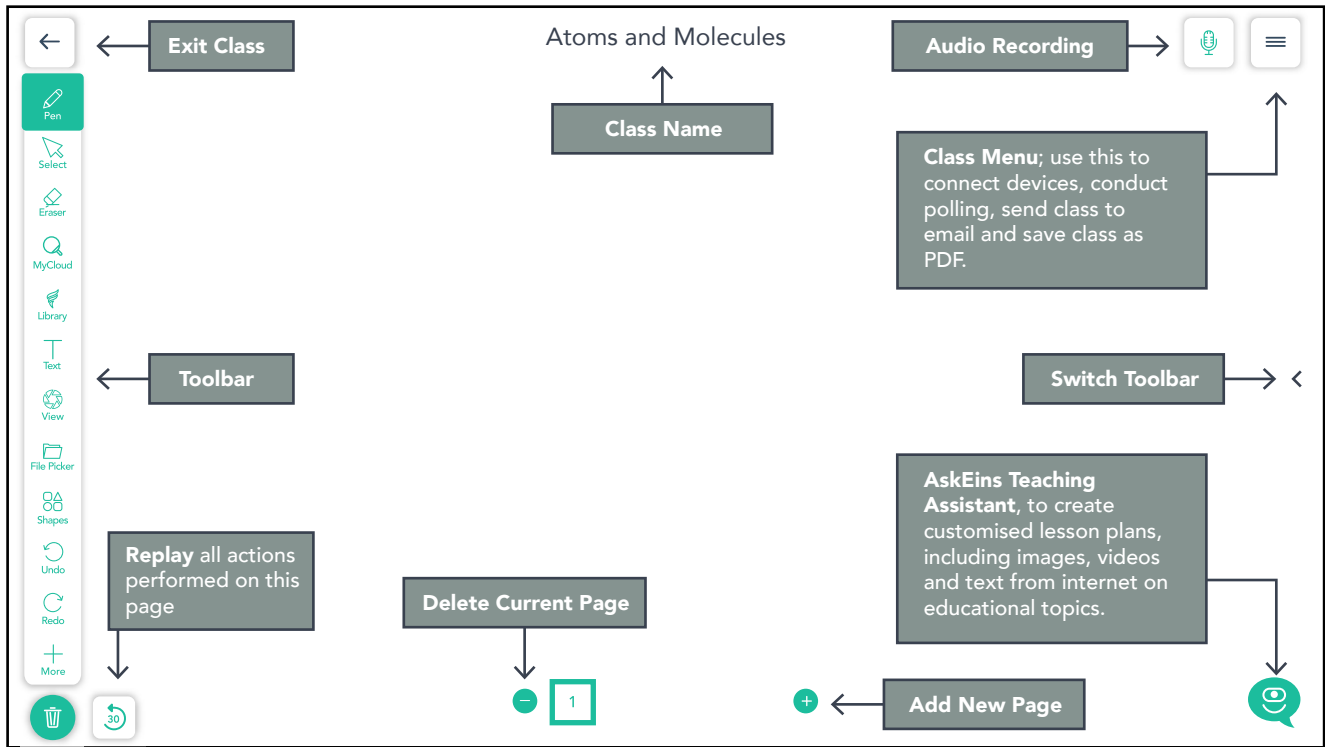 Exit Class
Atoms and Molecules
Audio Recording
Class Name
Class Menu; use this to
connect devices, conduct
polling, send class to
email and save class as
PDF.
Pen
Select
Eraser
MyCloud
Library
Text
View
File Picker
Shapes
Undo
Redo
More
Toolbar
Switch Toolbar
AskEins Teaching
Assistant, to create
customised lesson plans,
including images, videos
and text from internet on
educational topics.
Replay all actions
performed on this
page
Delete Current Page
30
1
Add New Page